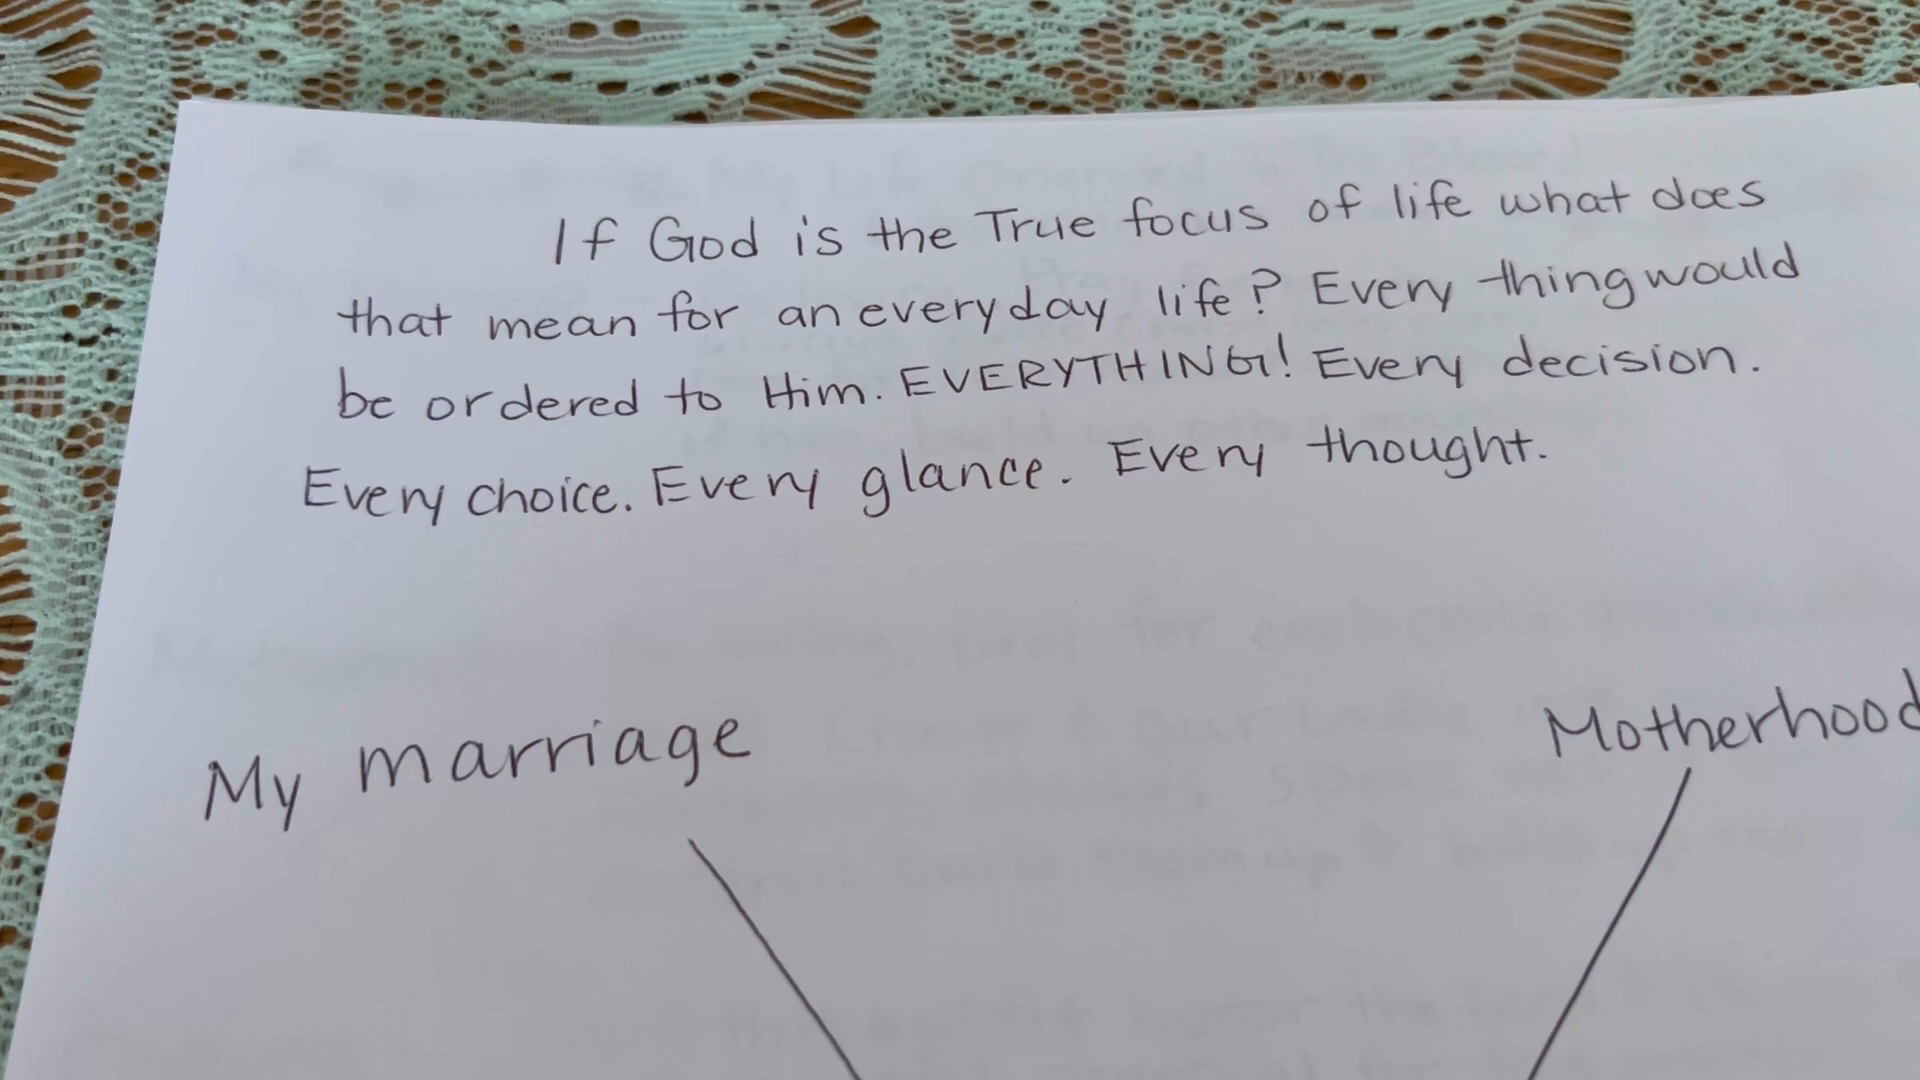 If God is the True focus of life what does
that mean for an everyday life? Every thing would
be ordered to Him. EVERYTHING! Every decision.
Every choice. Every glance. Every thought.
My marriage
Motherhood